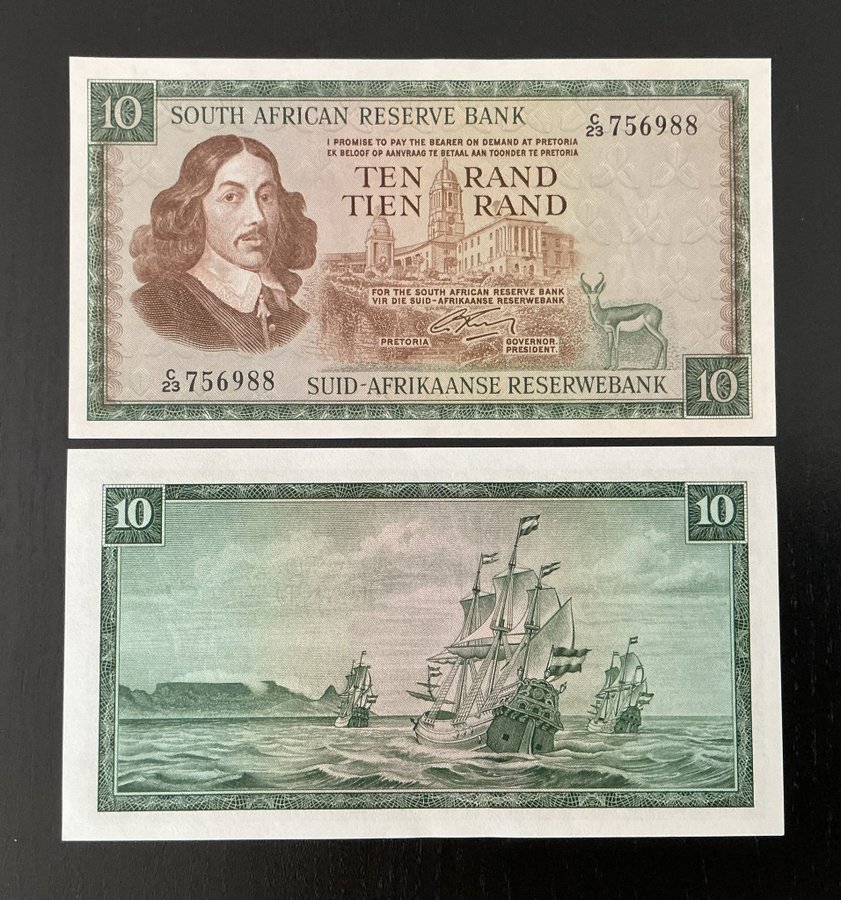 10
SOUTH AFRICAN RESERVE BANK
C/23 756988
I PROMISE TO PAY THE BEARER ON DEMAND AT PRETORIA
EK BELOOF OP AANVRAAG TE BETAAL AAN TOONDER TE PRETORIA
TEN RAND
TIEN RAND
FOR THE SOUTH AFRICAN RESERVE BANK
VIR DIE SUID-AFRIKAANSE RESERWEBANK
PRETORIA
GOVERNOR.
PRESIDENT.
C/23 756988
SUID-AFRIKAANSE RESERWEBANK
10
10
10